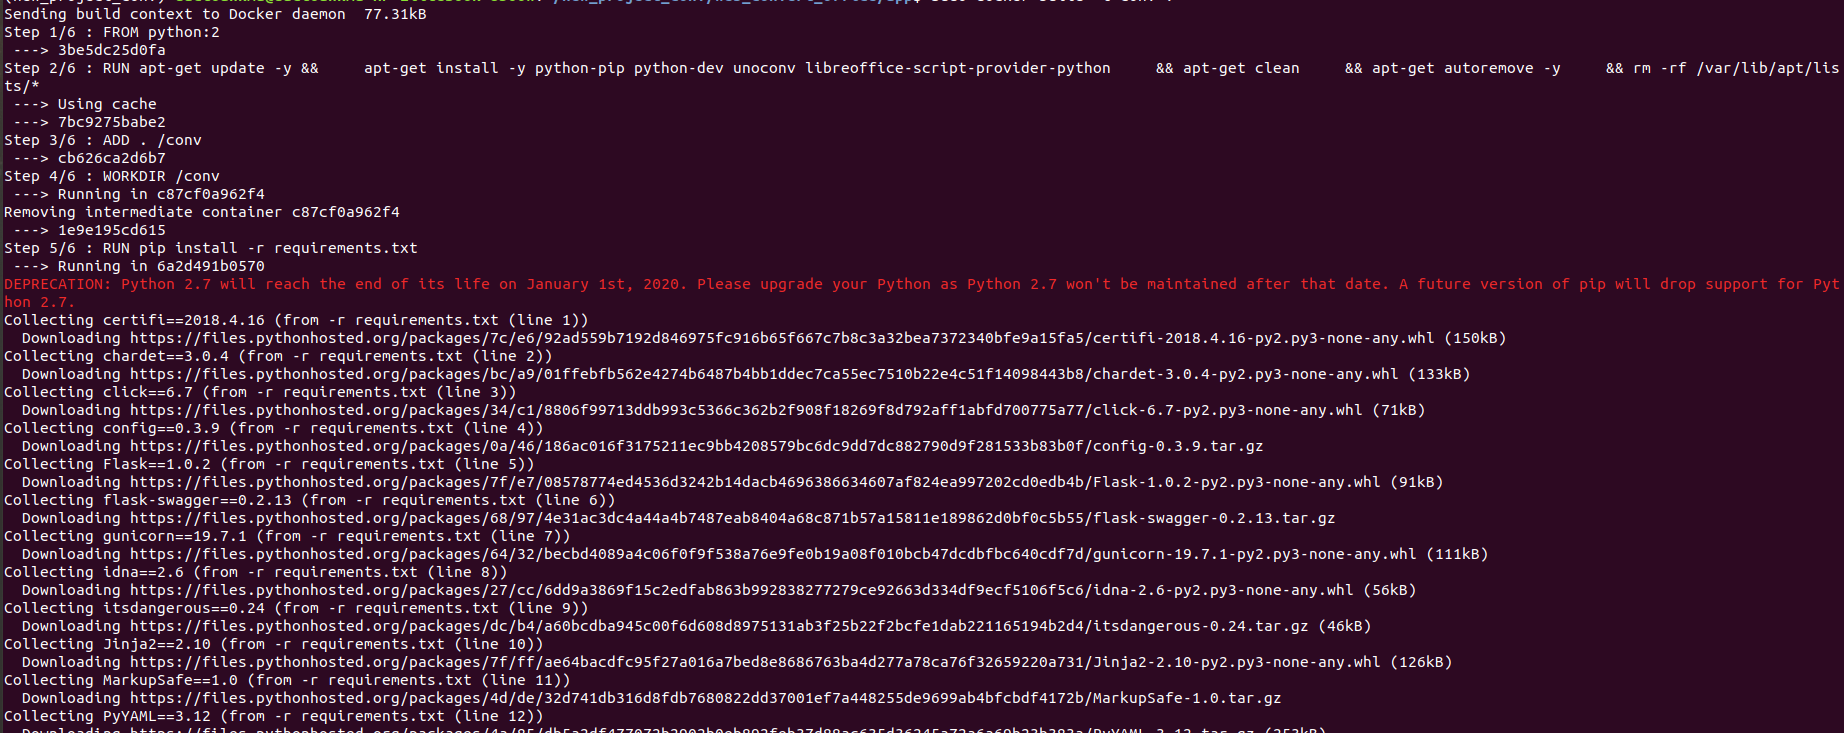 Sending build context to Docker daemon  77.31kB
Step 1/6 : FROM python:2
 ---> 3be5dc25d0fa
Step 2/6 : RUN apt-get update -y &&     apt-get install -y python-pip python-dev unoconv libreoffice-script-provider-python     && apt-get clean     && apt-get autoremove -y     && rm -rf /var/lib/apt/lis
ts/*
 ---> Using cache
 ---> 7bc9275babe2
Step 3/6 : ADD . /conv
 ---> cb626ca2d6b7
Step 4/6 : WORKDIR /conv
 ---> Running in c87cf0a962f4
Removing intermediate container c87cf0a962f4
 ---> 1e9e195cd615
Step 5/6 : RUN pip install -r requirements.txt
 ---> Running in 6a2d491b0570
DEPRECATION: Python 2.7 will reach the end of its life on January 1st, 2020. Please upgrade your Python as Python 2.7 won't be maintained after that date. A future version of pip will drop support for Pyt
hon 2.7.
Collecting certifi==2018.4.16 (from -r requirements.txt (line 1))
  Downloading https://files.pythonhosted.org/packages/7c/e6/92ad559b7192d846975fc916b65f667c7b8c3a32bea7372340bfe9a15fa5/certifi-2018.4.16-py2.py3-none-any.whl (150kB)
Collecting chardet==3.0.4 (from -r requirements.txt (line 2))
  Downloading https://files.pythonhosted.org/packages/bc/a9/01ffebfb562e4274b6487b4bb1ddec7ca55ec7510b22e4c51f14098443b8/chardet-3.0.4-py2.py3-none-any.whl (133kB)
Collecting click==6.7 (from -r requirements.txt (line 3))
  Downloading https://files.pythonhosted.org/packages/34/c1/8806f99713ddb993c5366c362b2f908f18269f8d792aff1abfd700775a77/click-6.7-py2.py3-none-any.whl (71kB)
Collecting config==0.3.9 (from -r requirements.txt (line 4))
  Downloading https://files.pythonhosted.org/packages/0a/46/186ac016f3175211ec9bb4208579bc6dc9dd7dc882790d9f281533b83b0f/config-0.3.9.tar.gz
Collecting Flask==1.0.2 (from -r requirements.txt (line 5))
  Downloading https://files.pythonhosted.org/packages/7f/e7/08578774ed4536d3242b14dacb4696386634607af824ea997202cd0edb4b/Flask-1.0.2-py2.py3-none-any.whl (91kB)
Collecting flask-swagger==0.2.13 (from -r requirements.txt (line 6))
  Downloading https://files.pythonhosted.org/packages/68/97/4e31ac3dc4a44a4b7487eab8404a68c871b57a15811e189862d0bf0c5b55/flask-swagger-0.2.13.tar.gz
Collecting gunicorn==19.7.1 (from -r requirements.txt (line 7))
  Downloading https://files.pythonhosted.org/packages/64/32/becbd4089a4c06f0f9f538a76e9fe0b19a08f010bcb47dcdbfbc640cdf7d/gunicorn-19.7.1-py2.py3-none-any.whl (111kB)
Collecting idna==2.6 (from -r requirements.txt (line 8))
  Downloading https://files.pythonhosted.org/packages/27/cc/6dd9a3869f15c2edfab863b992838277279ce92663d334df9ecf5106f5c6/idna-2.6-py2.py3-none-any.whl (56kB)
Collecting itsdangerous==0.24 (from -r requirements.txt (line 9))
  Downloading https://files.pythonhosted.org/packages/dc/b4/a60bcdba945c00f6d608d8975131ab3f25b22f2bcfe1dab221165194b2d4/itsdangerous-0.24.tar.gz (46kB)
Collecting Jinja2==2.10 (from -r requirements.txt (line 10))
  Downloading https://files.pythonhosted.org/packages/7f/ff/ae64bacdfc95f27a016a7bed8e8686763ba4d277a78ca76f32659220a731/Jinja2-2.10-py2.py3-none-any.whl (126kB)
Collecting MarkupSafe==1.0 (from -r requirements.txt (line 11))
  Downloading https://files.pythonhosted.org/packages/4d/de/32d741db316d8fdb7680822dd37001ef7a448255de9699ab4bfcbdf4172b/MarkupSafe-1.0.tar.gz
Collecting PyYAML==3.12 (from -r requirements.txt (line 12))